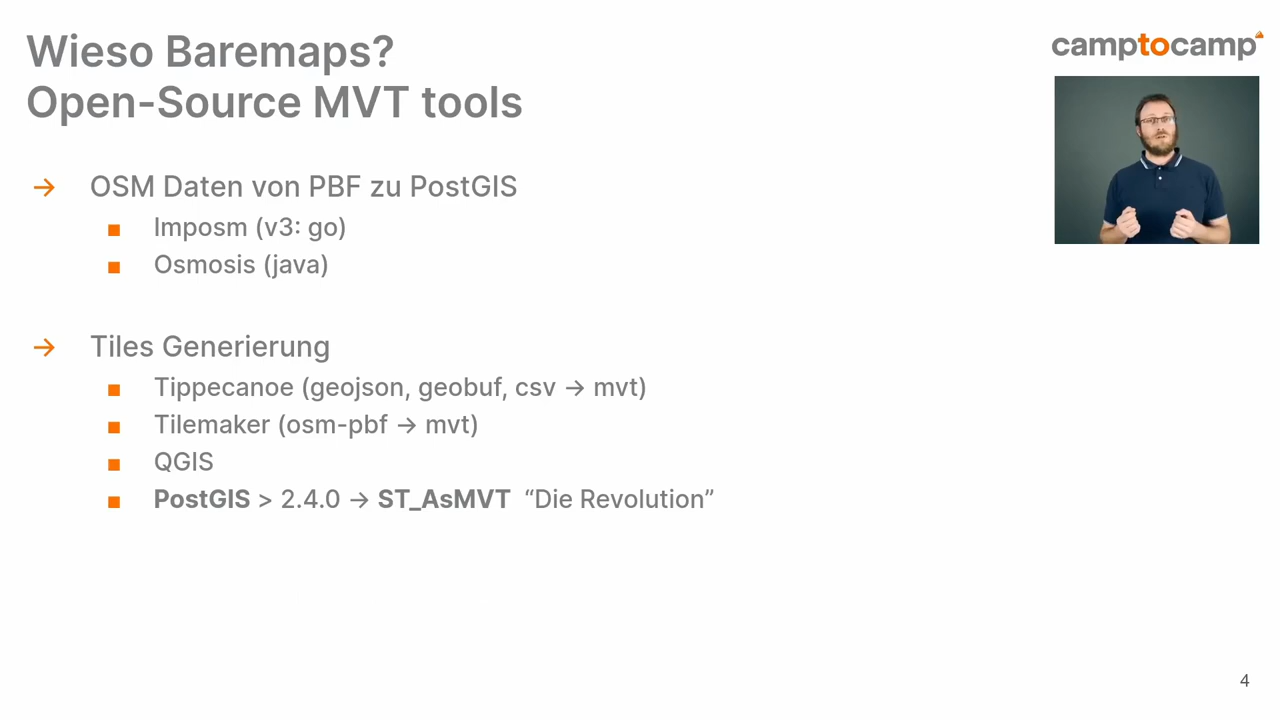 Wieso Baremaps?
Open-Source MVT tools
camptocamp
→ OSM Daten von PBF zu PostGIS
■ Imposm (v3: go)
■ Osmosis (java)
→ Tiles Generierung
■ Tippecanoe (geojson, geobuf, csv → mvt)
■ Tilemaker (osm-pbf → mvt)
■ QGIS
■ PostGIS > 2.4.0 → ST_AsMVT “Die Revolution”
4